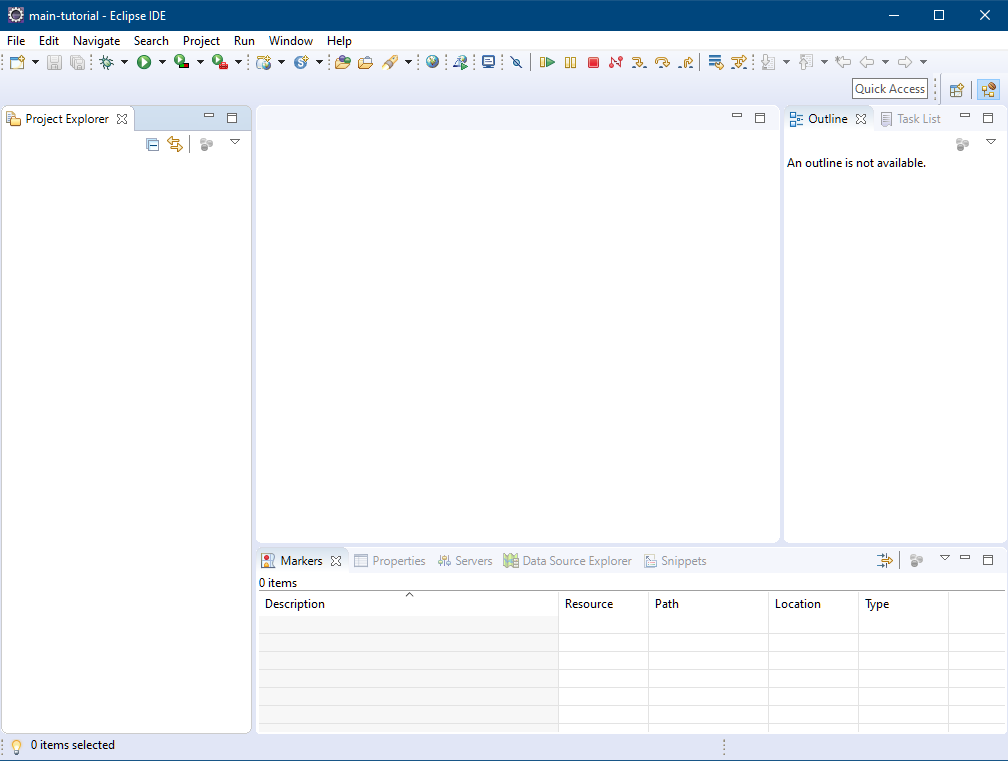 main-tutorial - Eclipse IDE
File Edit Navigate Search Project Run Window Help
Quick Access
Project Explorer
Outline Task List
An outline is not available.
Markers Properties Servers Data Source Explorer Snippets
0 items
Description Resource Path Location Type
0 items selected